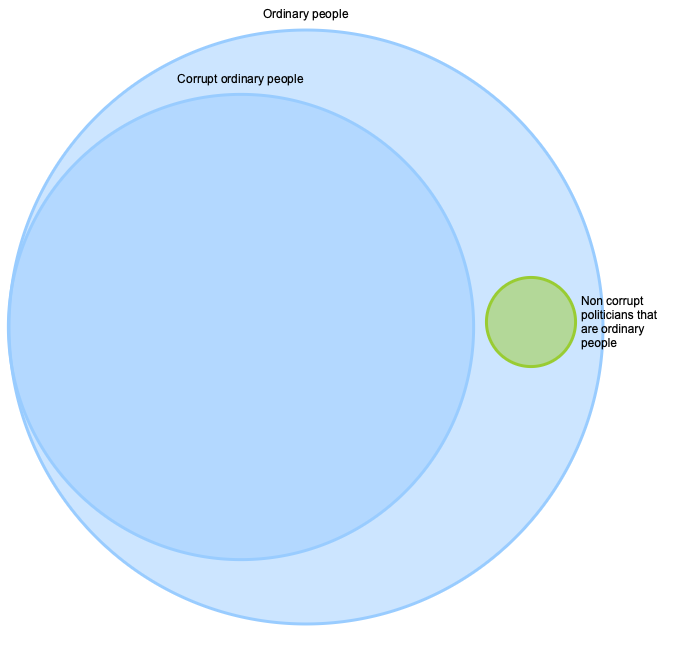 Ordinary people
Corrupt ordinary people
Non corrupt
politicians that
are ordinary
people